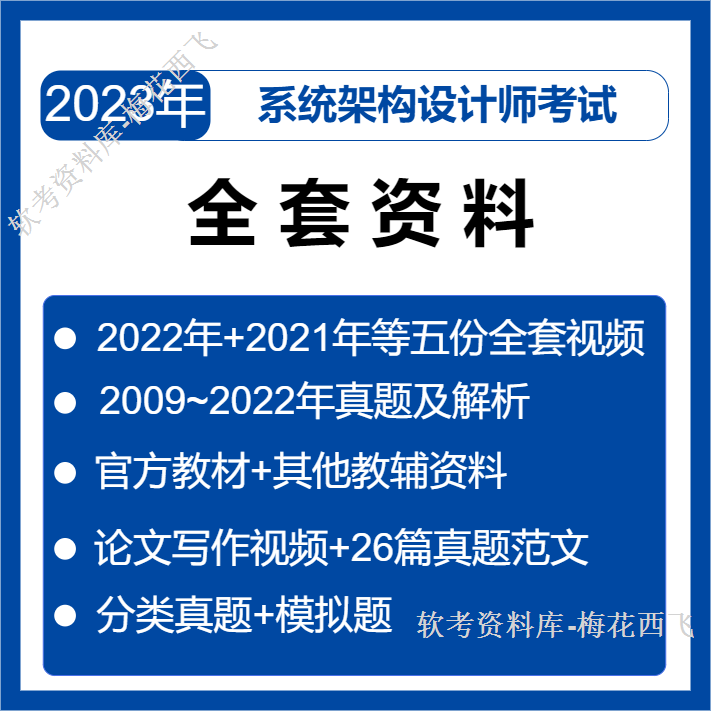 2023年 系统架构设计师考试
全套资料
2022年+2021年等五份全套视频
2009~2022年真题及解析
官方教材+其他教辅资料
论文写作视频+26篇真题范文
分类真题+模拟题
软考资料库-梅花西飞
软考资料库-梅花西飞